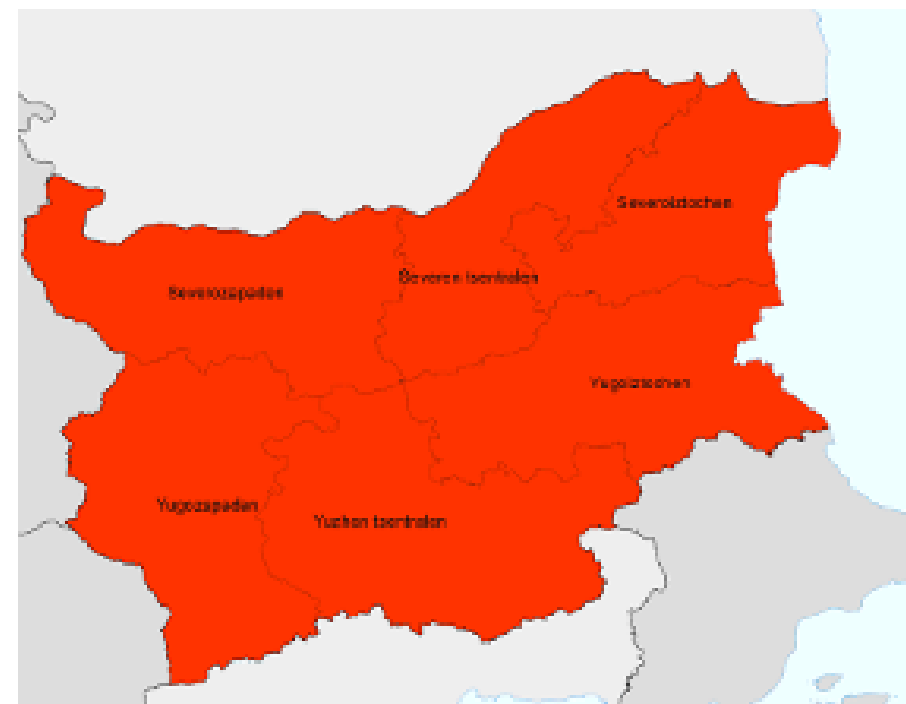 Severoiztochen
Severen tsentralen
Severozapaden
Yugoiztochen
Yugozapaden
Yuzhen tsentralen